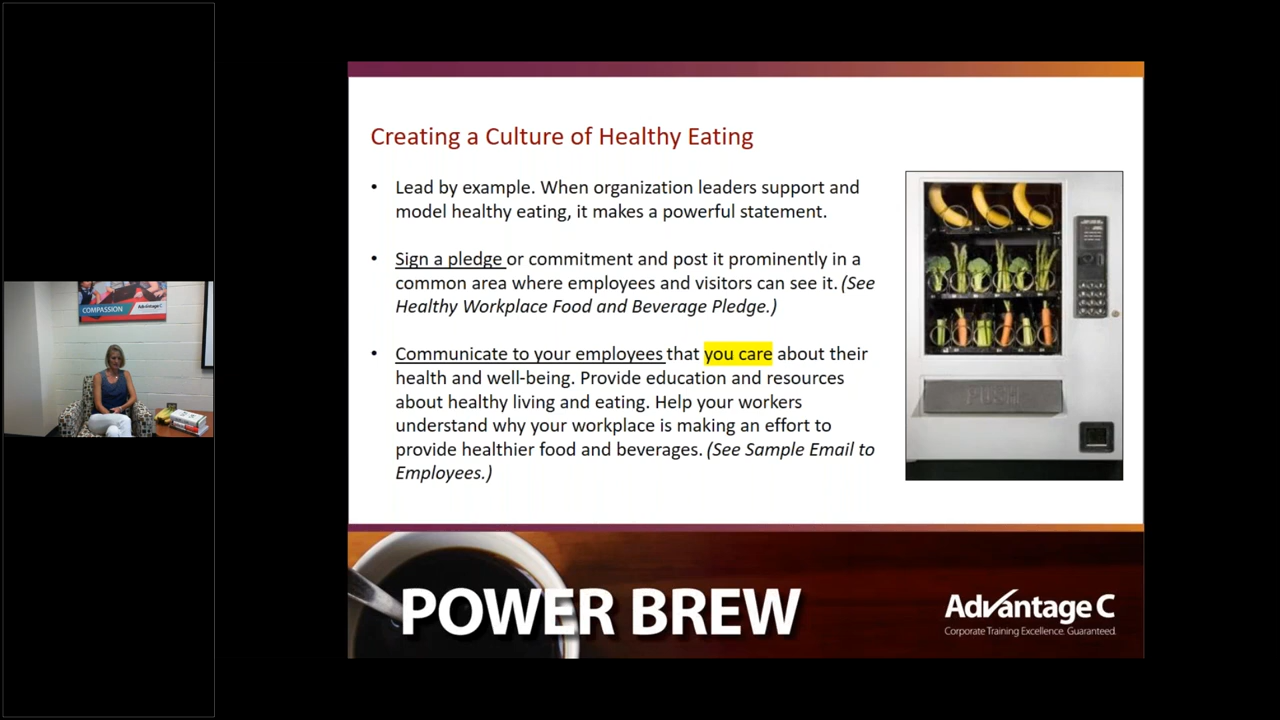 Creating a Culture of Healthy Eating
• Lead by example. When organization leaders support and
model healthy eating, it makes a powerful statement.
• Sign a pledge or commitment and post it prominently in a
common area where employees and visitors can see it. (See
Healthy Workplace Food and Beverage Pledge.)
• Communicate to your employees that you care about their
health and well-being. Provide education and resources
about healthy living and eating. Help your workers
understand why your workplace is making an effort to
provide healthier food and beverages. (See Sample Email to
Employees.)
PUSH
COMPASSION
Advantage C
POWER BREW
Advantage C
Corporate Training Excellence. Guaranteed.